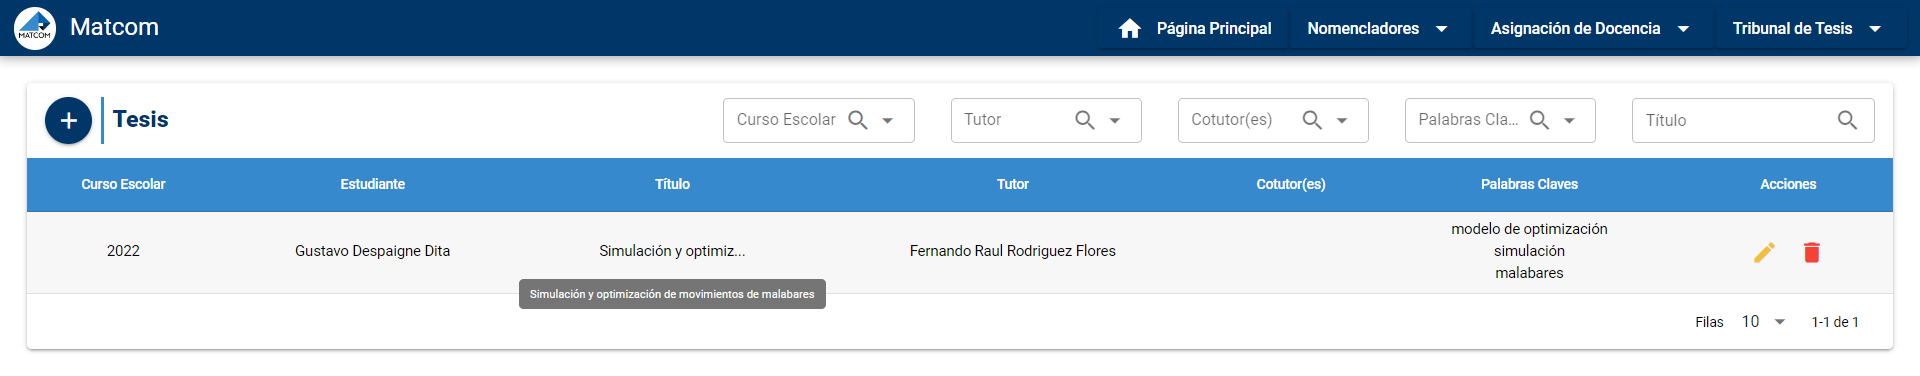 MATCOM
Matcom
Página Principal
Nomencladores
Asignación de Docencia
Tribunal de Tesis
Tesis
Curso Escolar
Tutor
Cotutor(es)
Palabras Cla...
Título
Curso Escolar
Estudiante
Título
Tutor
Cotutor(es)
Palabras Claves
Acciones
2022
Gustavo Despaigne Dita
Simulación y optimiz...
Fernando Raul Rodriguez Flores
modelo de optimización
simulación
malabares
Simulación y optimización de movimientos de malabares
Filas
10
1-1 de 1